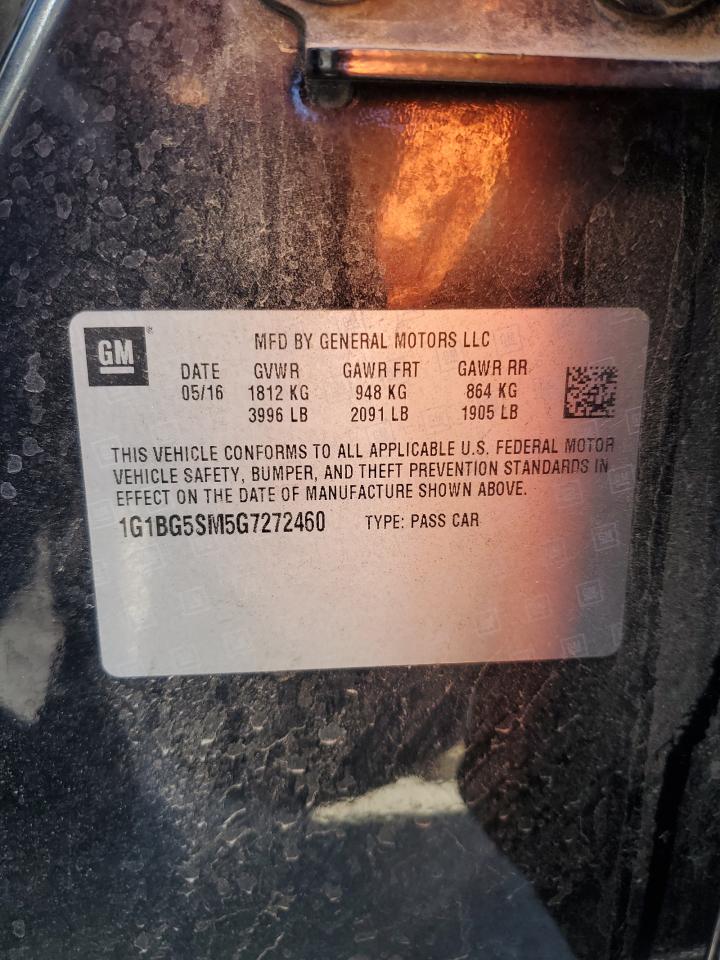 GM
MFD BY GENERAL MOTORS LLC
DATE GVWR GAWR FRT GAWR RR
05/16 1812 KG 948 KG 864 KG
3996 LB 2091 LB 1905 LB
THIS VEHICLE CONFORMS TO ALL APPLICABLE U.S. FEDERAL MOTOR
VEHICLE SAFETY, BUMPER, AND THEFT PREVENTION STANDARDS IN
EFFECT ON THE DATE OF MANUFACTURE SHOWN ABOVE.
1G1BG5SM5G7272460 TYPE: PASS CAR